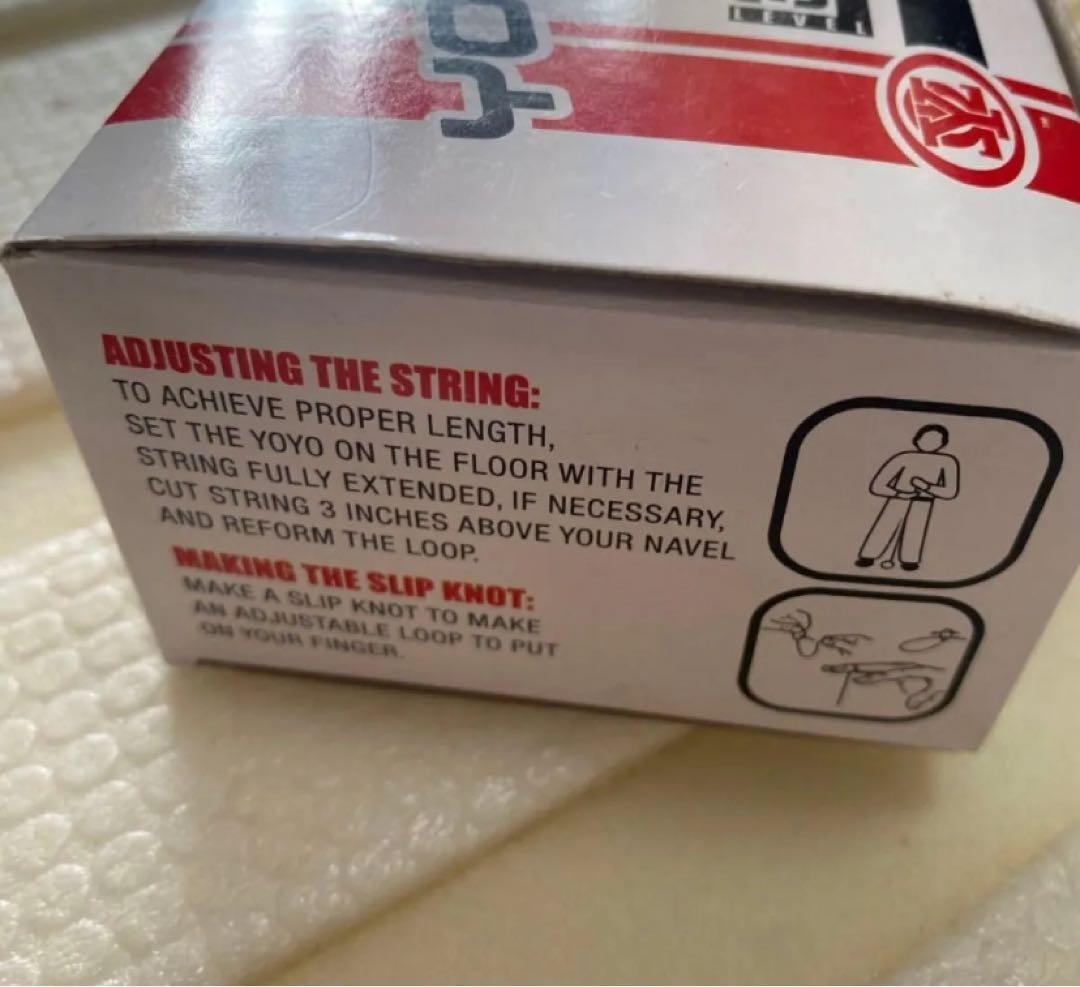 YO
LEVEL
ADJUSTING THE STRING:
TO ACHIEVE PROPER LENGTH,
SET THE YOYO ON THE FLOOR WITH THE
STRING FULLY EXTENDED, IF NECESSARY,
CUT STRING 3 INCHES ABOVE YOUR NAVEL
AND REFORM THE LOOP.
MAKING THE SLIP KNOT:
MAKE A SLIP KNOT TO MAKE
AN ADJUSTABLE LOOP TO PUT
ON YOUR FINGER.